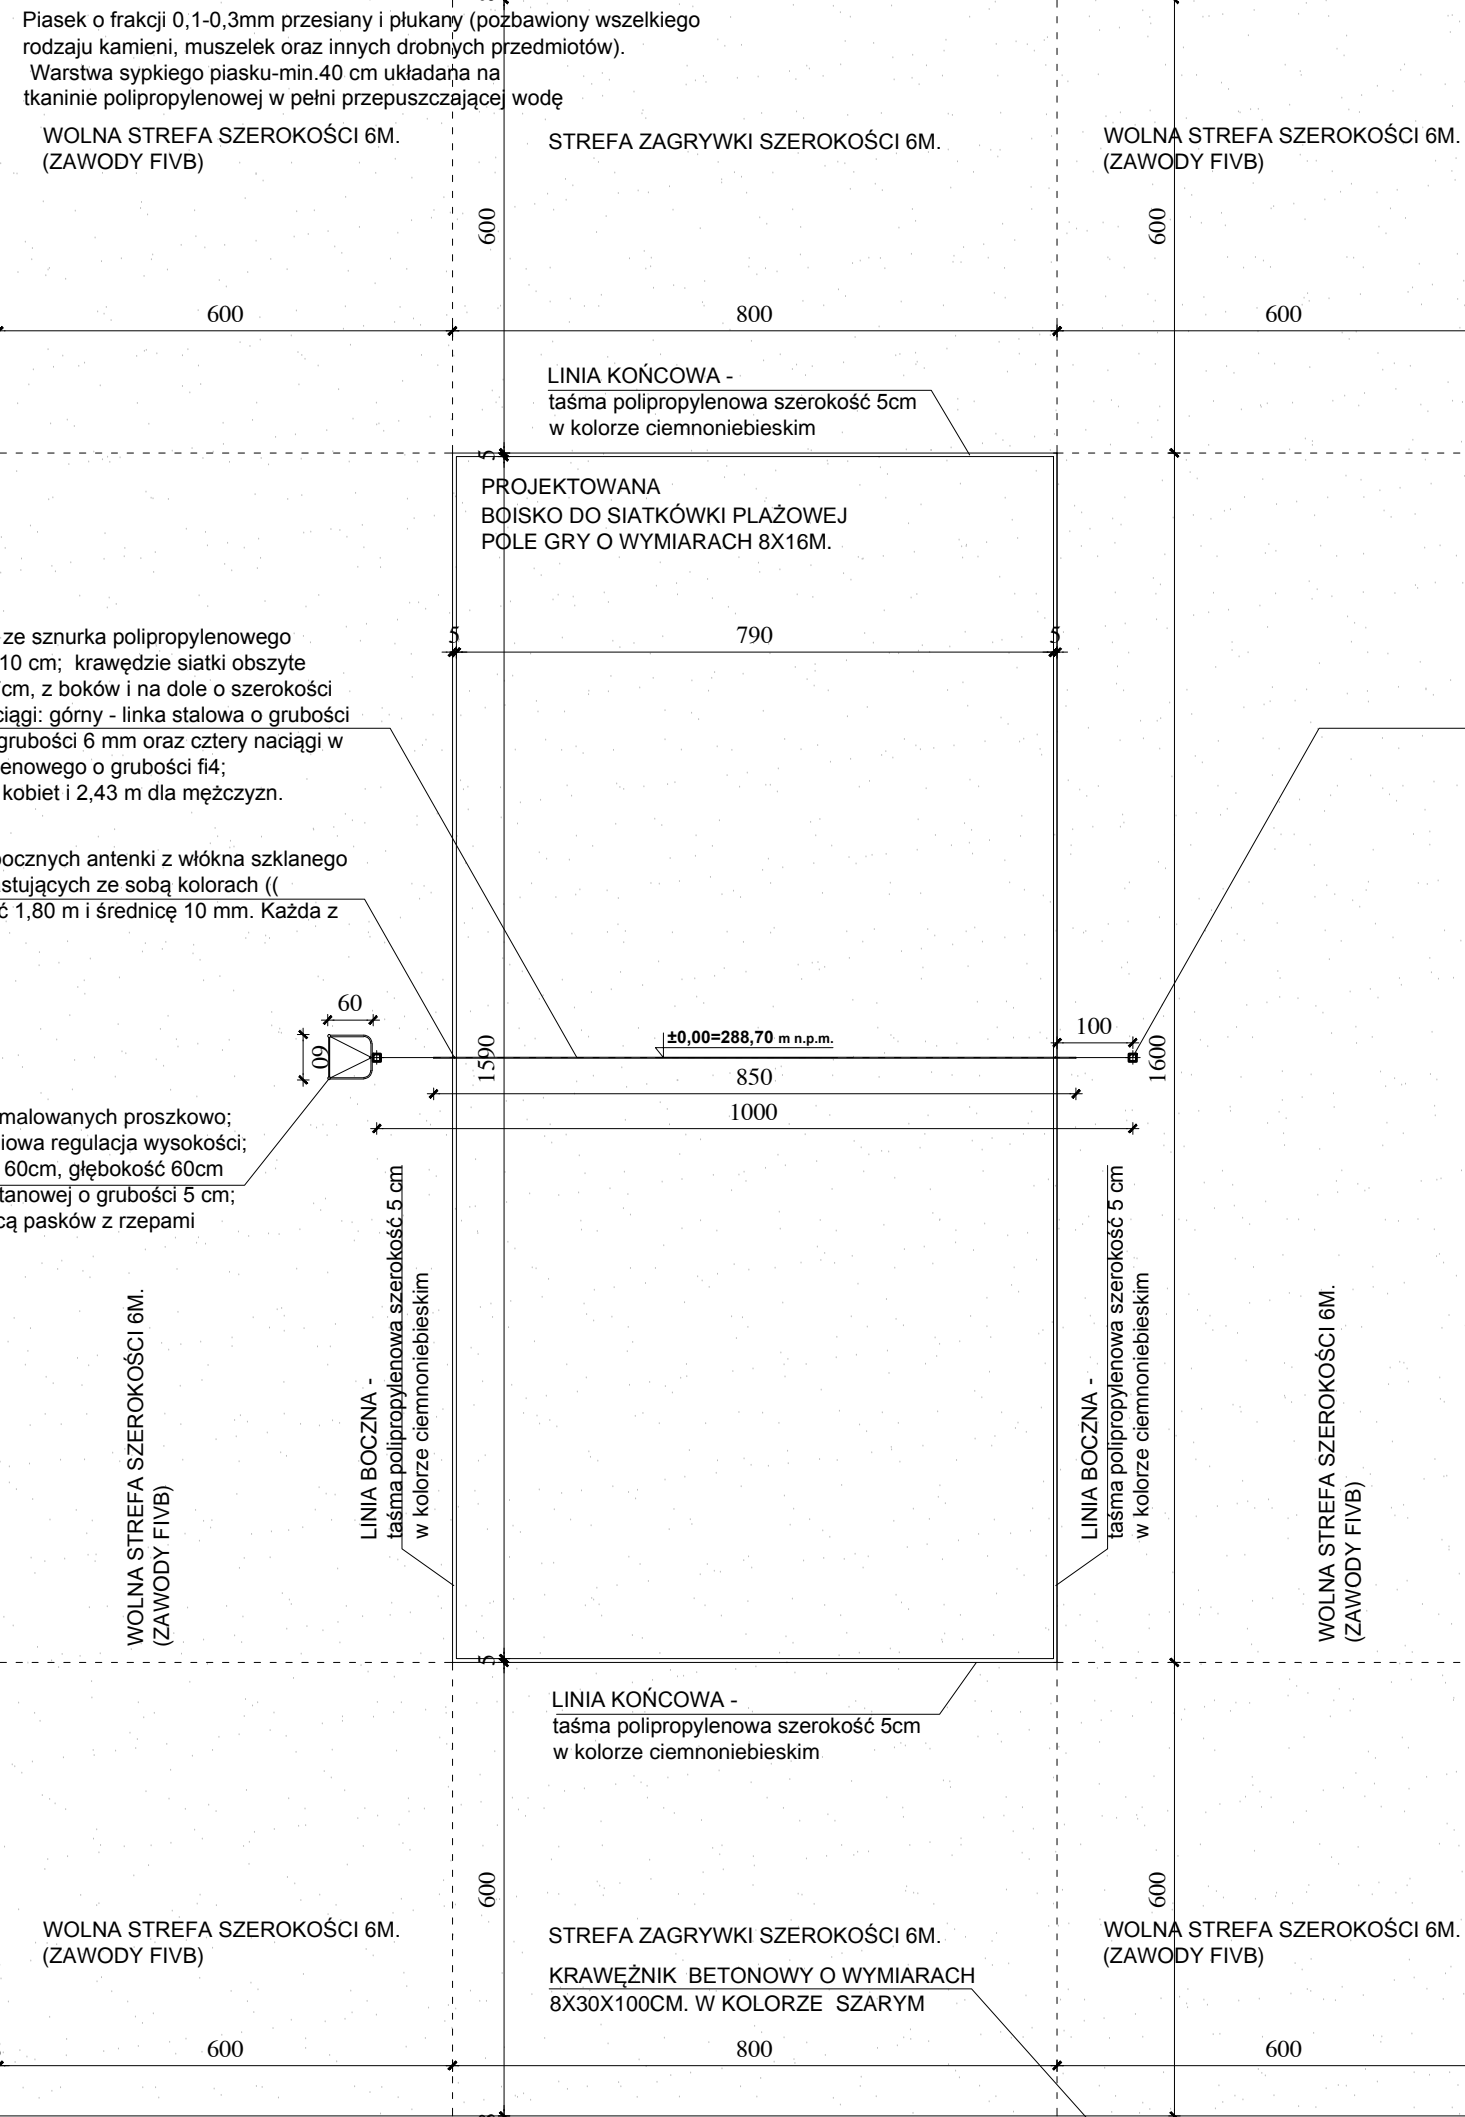 Piasek o frakcji 0,1-0,3mm przesiany i płukany (pozbawiony wszelkiego
rodzaju kamieni, muszelek oraz innych drobnych przedmiotów).
Warstwa sypkiego piasku-min.40 cm układana na
tkaninie polipropylenowej w pełni przepuszczającej wodę
WOLNA STREFA SZEROKOŚCI 6M.
(ZAWODY FIVB)
STREFA ZAGRYWKI SZEROKOŚCI 6M.
WOLNA STREFA SZEROKOŚCI 6M.
(ZAWODY FIVB)
600
600
600
800
600
LINIA KOŃCOWA -
taśma polipropylenowa szerokość 5cm
w kolorze ciemnoniebieskim
5
PROJEKTOWANA
BOISKO DO SIATKÓWKI PLAŻOWEJ
POLE GRY O WYMIARACH 8X16M.
5
790
5
ze sznurka polipropylenowego
10 cm; krawędzie siatki obszyte
cm, z boków i na dole o szerokości
ciągi: górny - linka stalowa o grubości
grubości 6 mm oraz cztery naciągi w
enowego o grubości fi4;
kobiet i 2,43 m dla mężczyzn.
bocznych antenki z włókna szklanego
stujących ze sobą kolorach ((
ć 1,80 m i średnicę 10 mm. Każda z
60
60
1590
±0,00=288,70 m n.p.m.
100
1600
850
1000
malowanych proszkowo;
iowa regulacja wysokości;
60cm, głębokość 60cm
tanowej o grubości 5 cm;
cą pasków z rzepami
WOLNA STREFA SZEROKOŚCI 6M.
(ZAWODY FIVB)
LINIA BOCZNA -
taśma polipropylenowa szerokość 5 cm
w kolorze ciemnoniebieskim
LINIA BOCZNA -
taśma polipropylenowa szerokość 5 cm
w kolorze ciemnoniebieskim
WOLNA STREFA SZEROKOŚCI 6M.
(ZAWODY FIVB)
5
LINIA KOŃCOWA -
taśma polipropylenowa szerokość 5cm
w kolorze ciemnoniebieskim
600
600
WOLNA STREFA SZEROKOŚCI 6M.
(ZAWODY FIVB)
STREFA ZAGRYWKI SZEROKOŚCI 6M.
WOLNA STREFA SZEROKOŚCI 6M.
(ZAWODY FIVB)
KRAWĘŻNIK BETONOWY O WYMIARACH
8X30X100CM. W KOLORZE SZARYM
600
800
600